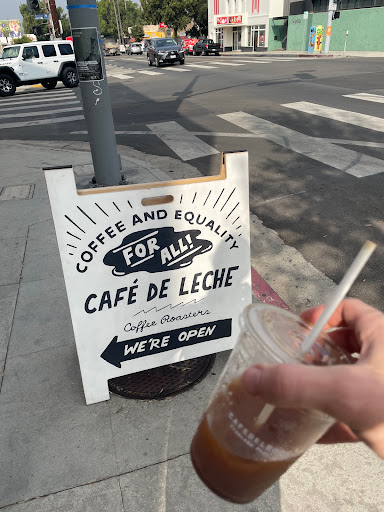 COFFEE AND EQUALITY
FOR
ALL!
CAFÉ DE LECHE
Coffee Roasters
WE'RE OPEN